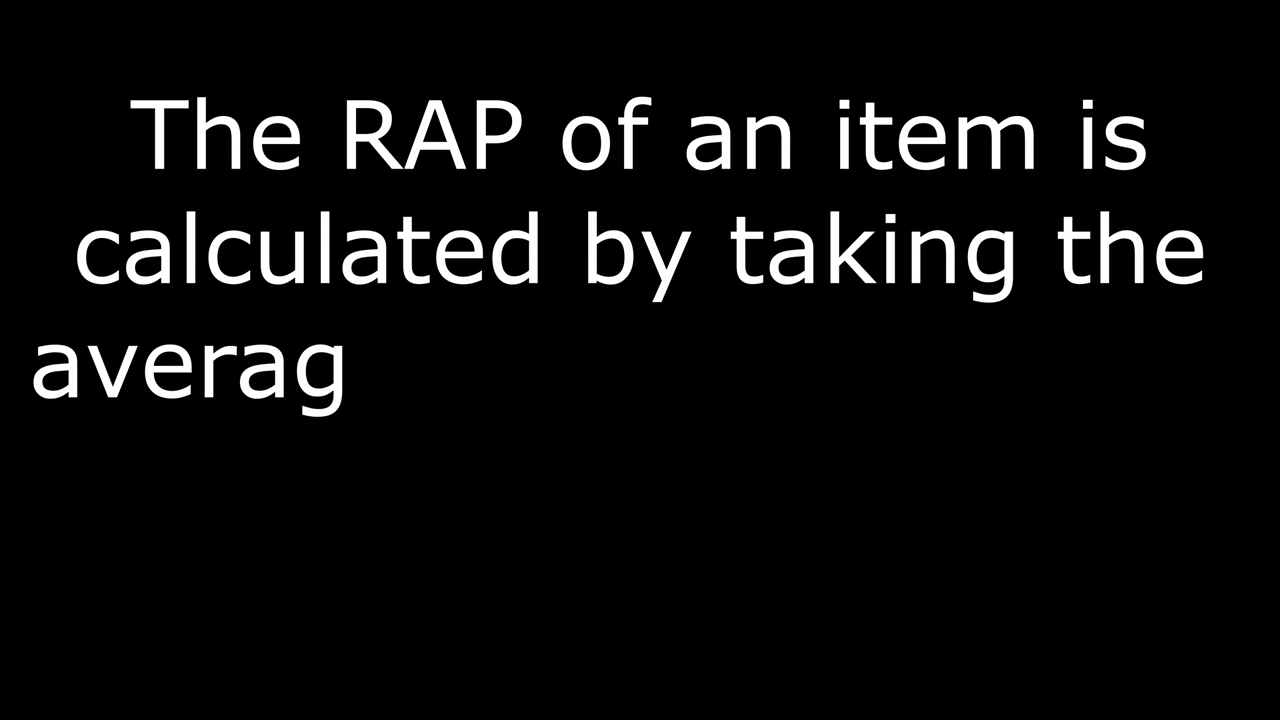 The RAP of an item is
calculated by taking the
averag